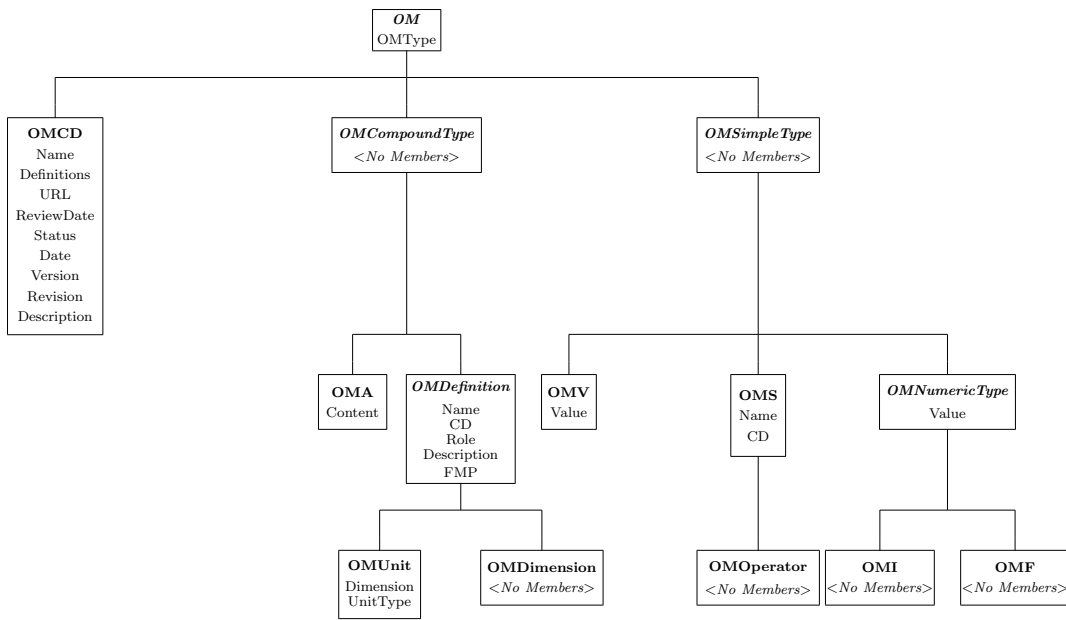 OM
OMType
OMCD
Name
Definitions
URL
ReviewDate
Status
Date
Version
Revision
Description
OMCompoundType
<No Members>
OMSimpleType
<No Members>
OMA
Content
OMDefinition
Name
CD
Role
Description
FMP
OMV
Value
OMS
Name
CD
OMNumericType
Value
OMUnit
Dimension
UnitType
OMDimension
<No Members>
OMOperator
<No Members>
OMI
<No Members>
OMF
<No Members>